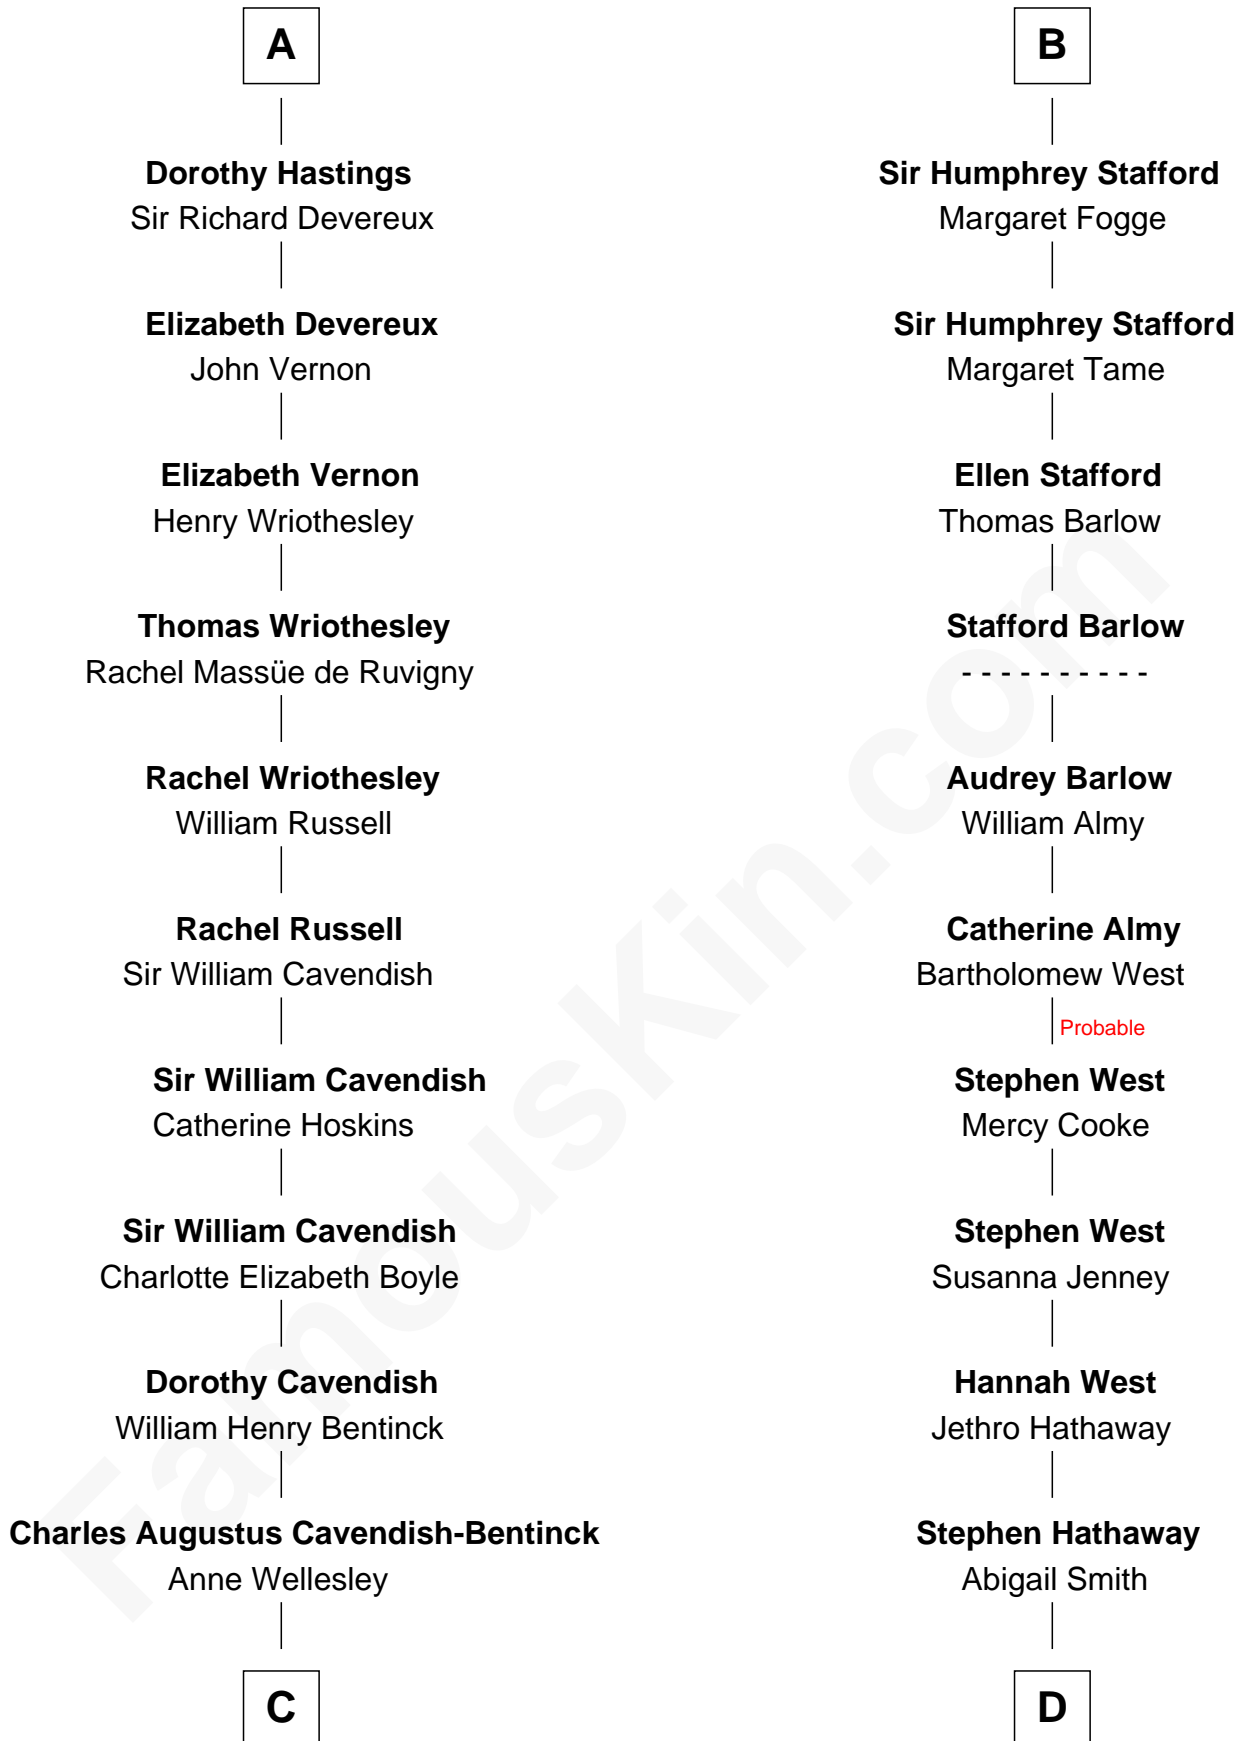 A
B
Dorothy Hastings
Sir Richard Devereux
Sir Humphrey Stafford
Margaret Fogge
Elizabeth Devereux
John Vernon
Sir Humphrey Stafford
Margaret Tame
Elizabeth Vernon
Henry Wriothesley
Ellen Stafford
Thomas Barlow
Thomas Wriothesley
Rachel Massüe de Ruvigny
Stafford Barlow
- - - - - - - - - -
Rachel Wriothesley
William Russell
Audrey Barlow
William Almy
Rachel Russell
Sir William Cavendish
Catherine Almy
Bartholomew West
Probable
Sir William Cavendish
Catherine Hoskins
Stephen West
Mercy Cooke
Sir William Cavendish
Charlotte Elizabeth Boyle
Stephen West
Susanna Jenney
Dorothy Cavendish
William Henry Bentinck
Hannah West
Jethro Hathaway
Charles Augustus Cavendish-Bentinck
Anne Wellesley
Stephen Hathaway
Abigail Smith
C
D
FamousKin.com